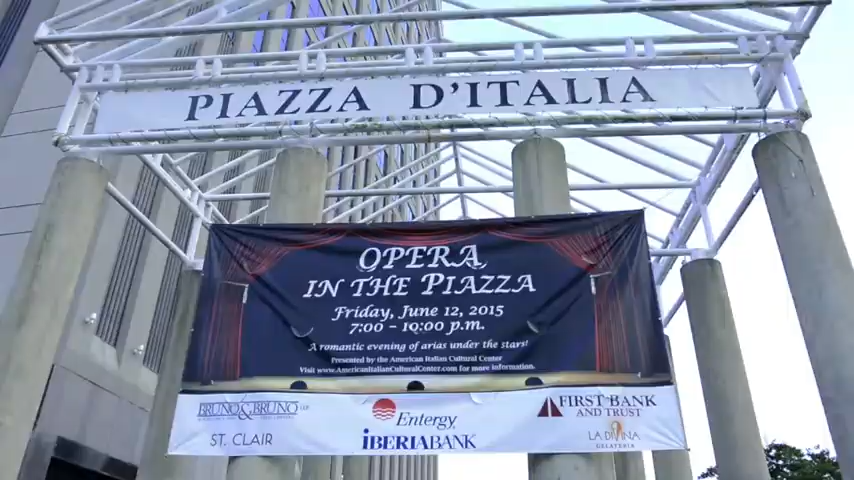 PIAZZA D'ITALIA
OPERA
IN THE PIAZZA
Friday, June 12, 2015
7:00 - 10:00 p.m.
A romantic evening of arias under the stars!
Presented by the American Italian Cultural Center
Visit www.AmericanItalianCulturalCenter.com for more information.
BRUNO & BRUNO LLP
Entergy
FIRST BANK
AND TRUST
ST. CLAIR
IBERIABANK
LA DIVINA
GELATERIA